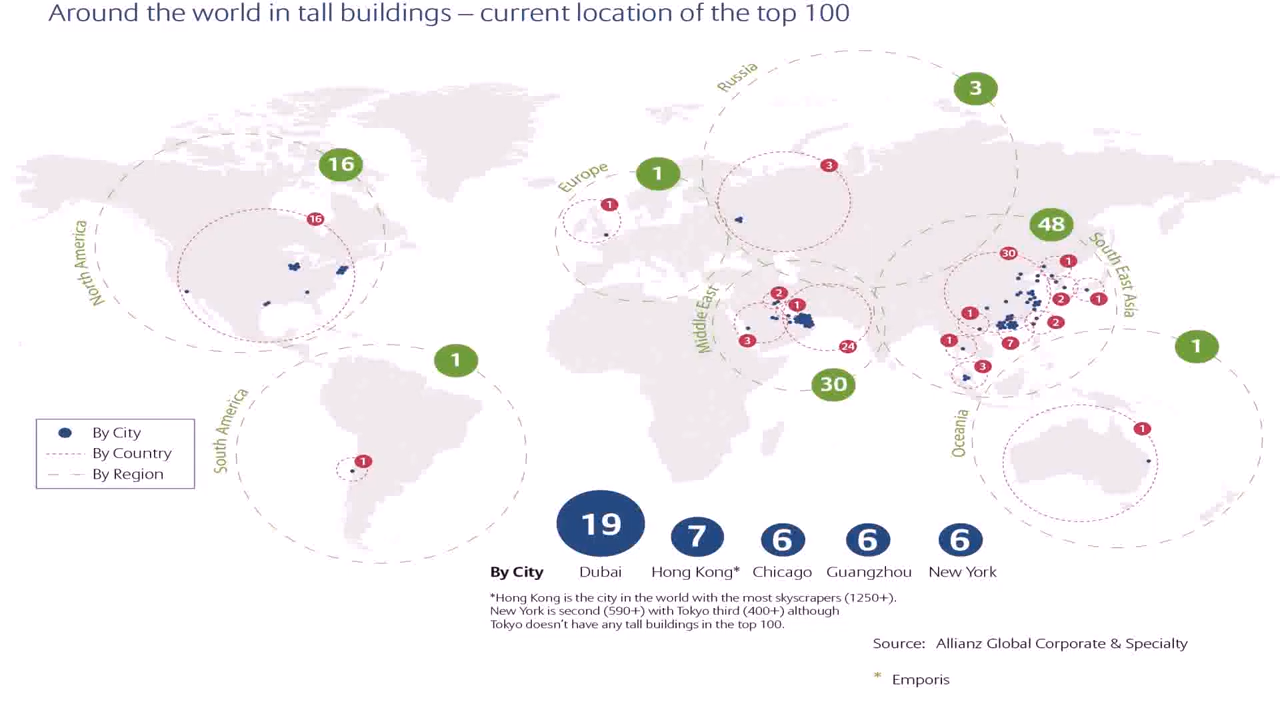 Around the world in tall buildings – current location of the top 100
Russia
3
3
16
Europe
1
1
North America
16
48
South East Asia
30
1
2
1
1
2
7
1
3
Middle East
2
1
3
24
30
South America
1
1
Oceania
1
1
By City
By Country
By Region
19
7
6
6
6
By City Dubai Hong Kong* Chicago Guangzhou New York
*Hong Kong is the city in the world with the most skyscrapers (1250+).
New York is second (590+) with Tokyo third (400+) although
Tokyo doesn't have any tall buildings in the top 100.
Source: Allianz Global Corporate & Specialty
* Emporis